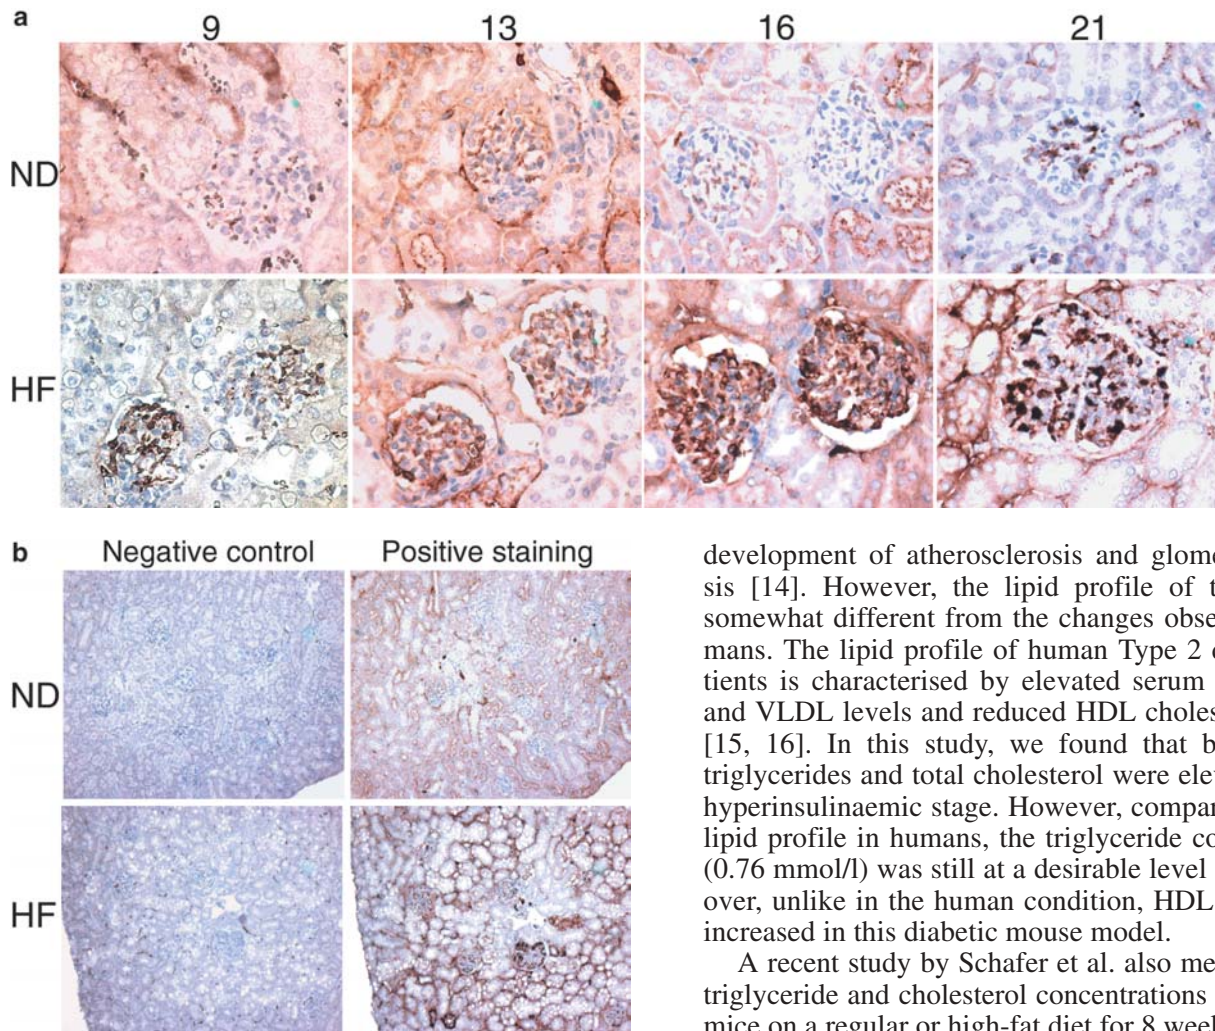 a
9 13 16 21
ND
HF
b
Negative control Positive staining
ND
HF
development of atherosclerosis and glome
sis [14]. However, the lipid profile of t
somewhat different from the changes obse
mans. The lipid profile of human Type 2
tients is characterised by elevated serum
and VLDL levels and reduced HDL choles
[15, 16]. In this study, we found that b
triglycerides and total cholesterol were ele
hyperinsulinaemic stage. However, compa
lipid profile in humans, the triglyceride co
(0.76 mmol/l) was still at a desirable level
over, unlike in the human condition, HDL
increased in this diabetic mouse model.
A recent study by Schafer et al. also me
triglyceride and cholesterol concentrations
mice on a regular or high-fat diet for 8 week